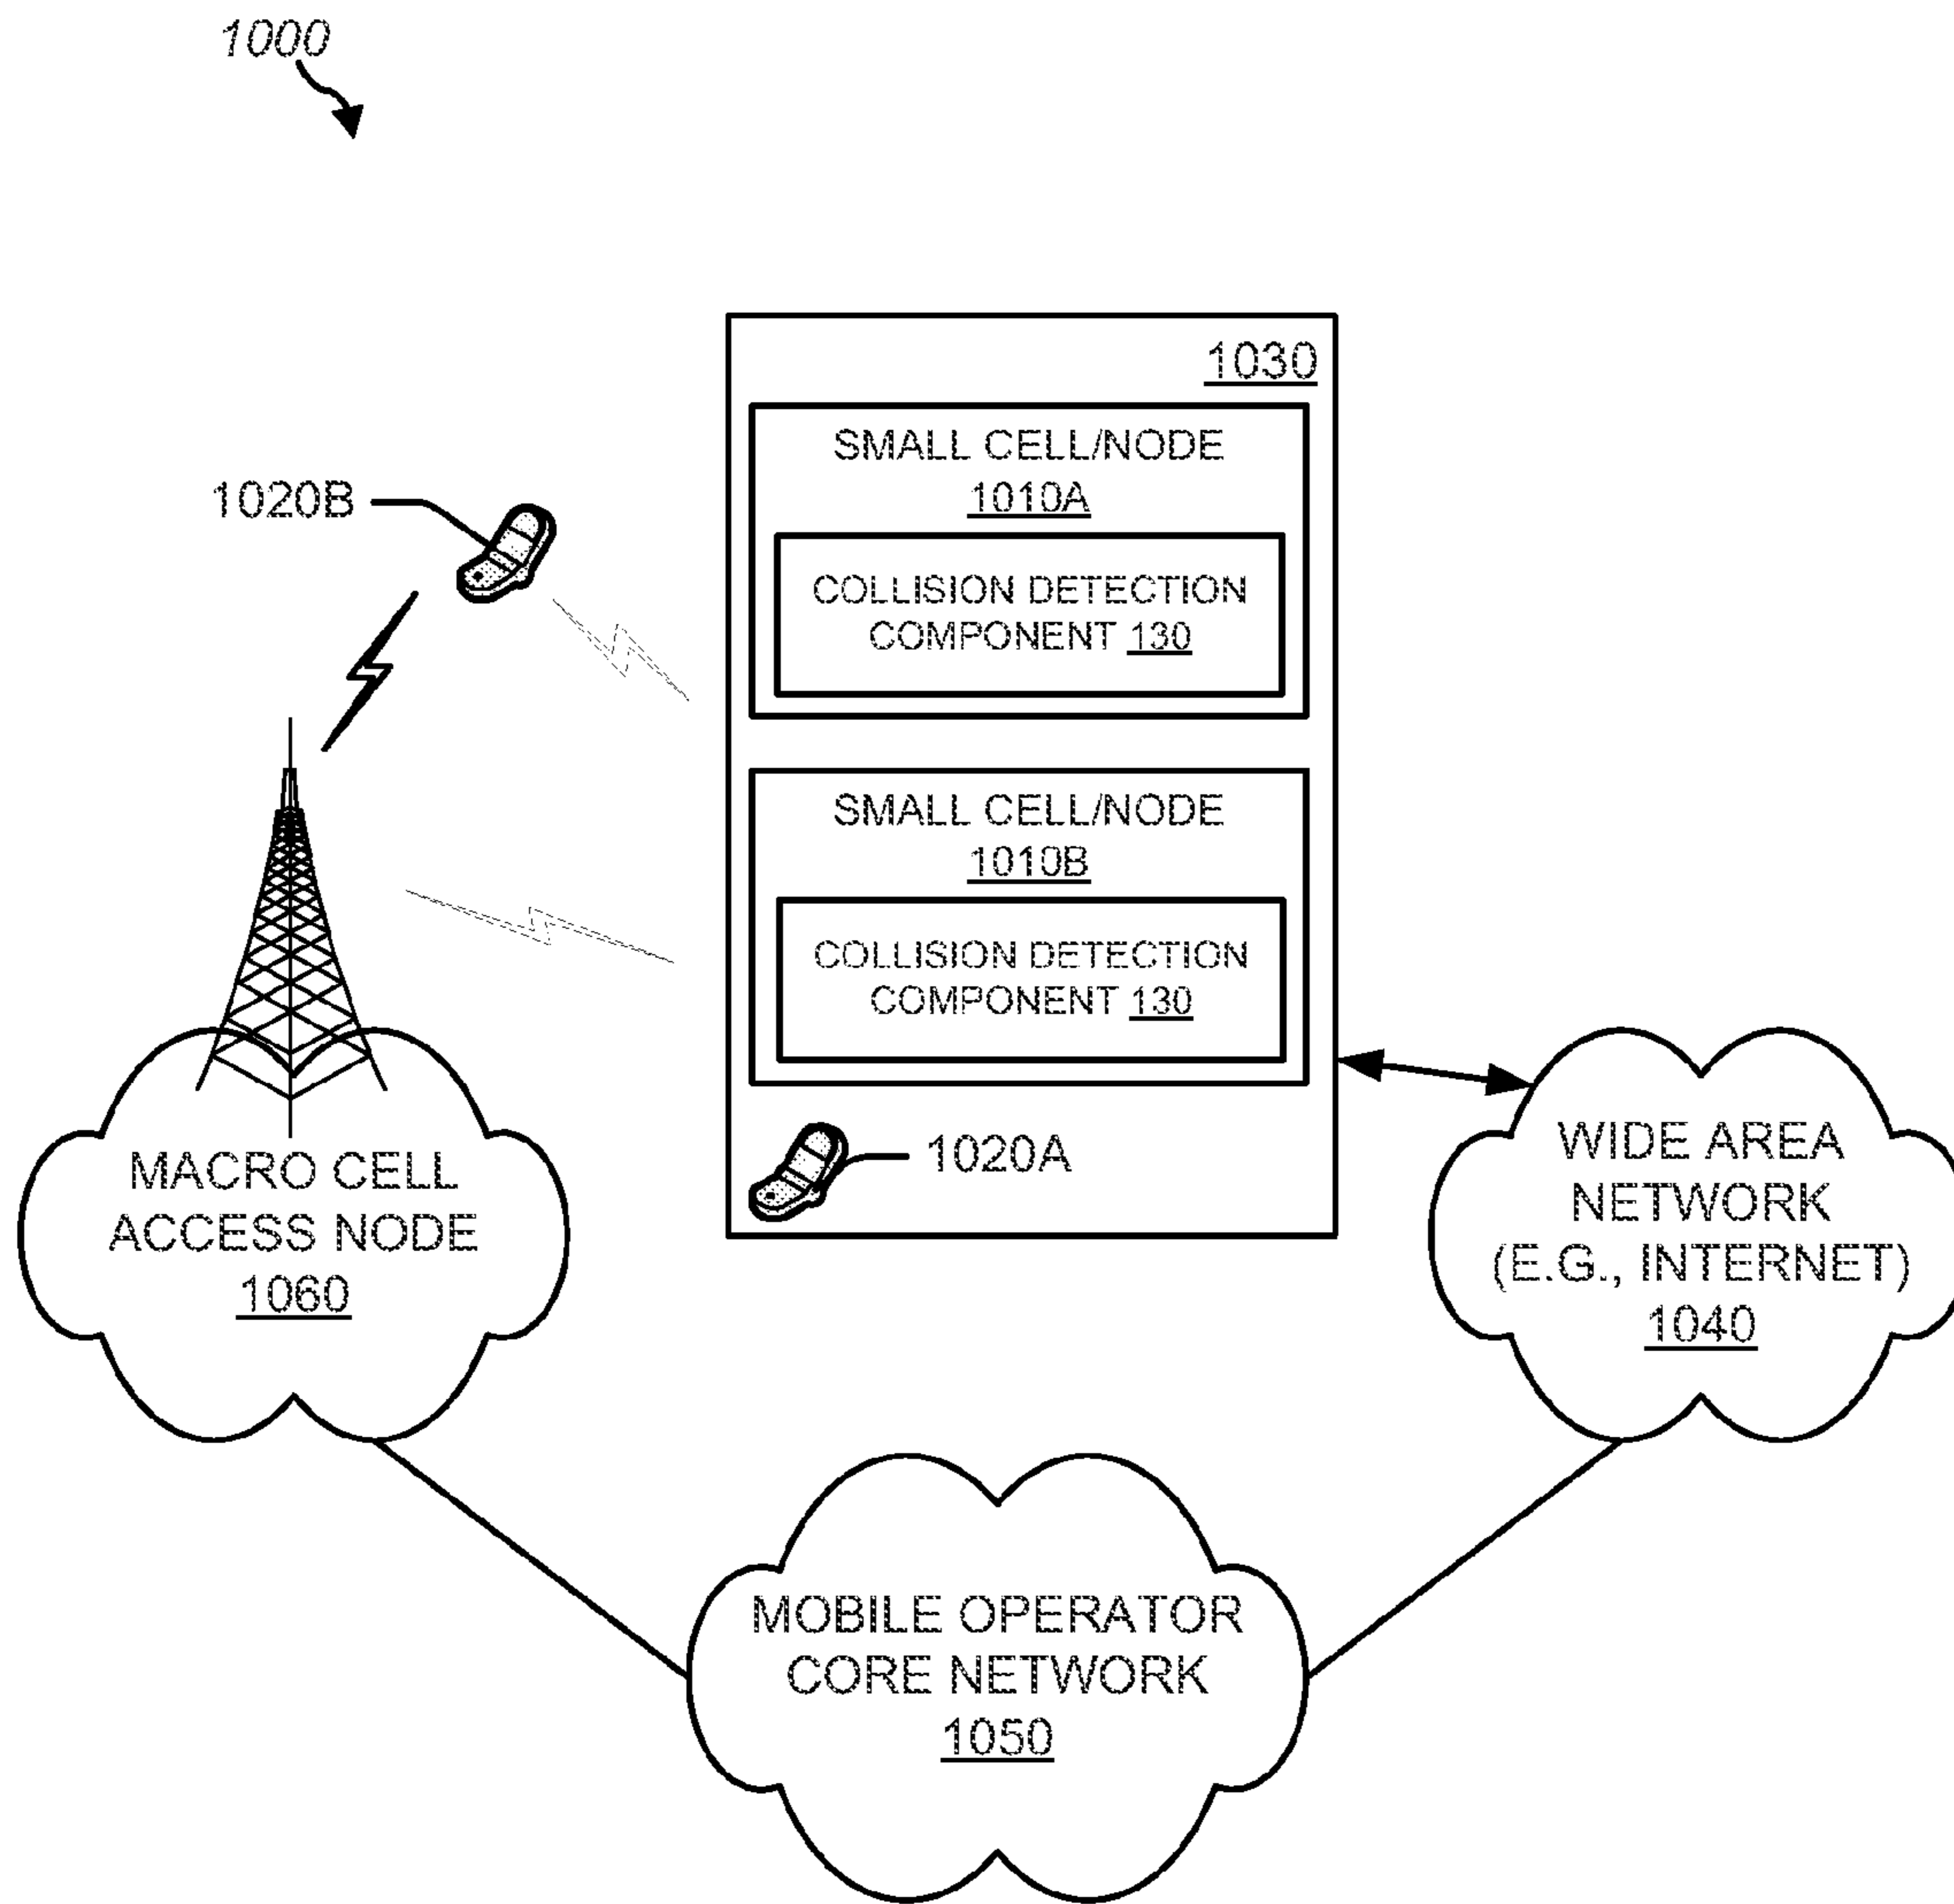 1000
1030
SMALL CELL/NODE
1010A
COLLISION DETECTION
COMPONENT 130
1020B
SMALL CELL/NODE
1010B
COLLISION DETECTION
COMPONENT 130
1020A
MACRO CELL
ACCESS NODE
1060
WIDE AREA
NETWORK
(E.G., INTERNET)
1040
MOBILE OPERATOR
CORE NETWORK
1050